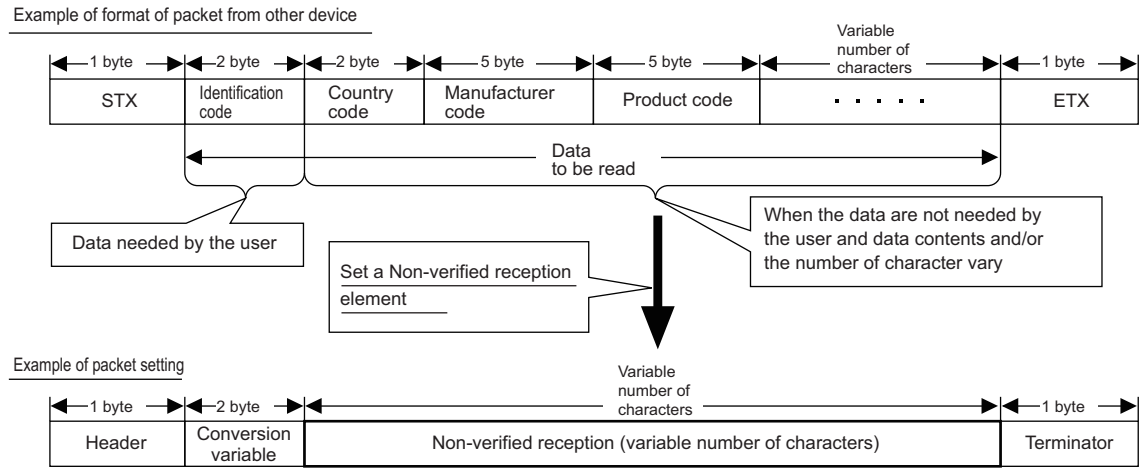 Example of format of packet from other device
Variable
number of
characters
1 byte 2 byte 2 byte 5 byte 5 byte 1 byte
STX Identification code Country code Manufacturer code Product code ..... ETX
Data
to be read
Data needed by the user
When the data are not needed by
the user and data contents and/or
the number of character vary
Set a Non-verified reception
element
Example of packet setting
Variable
number of
characters
1 byte 2 byte 1 byte
Header Conversion variable Non-verified reception (variable number of characters) Terminator